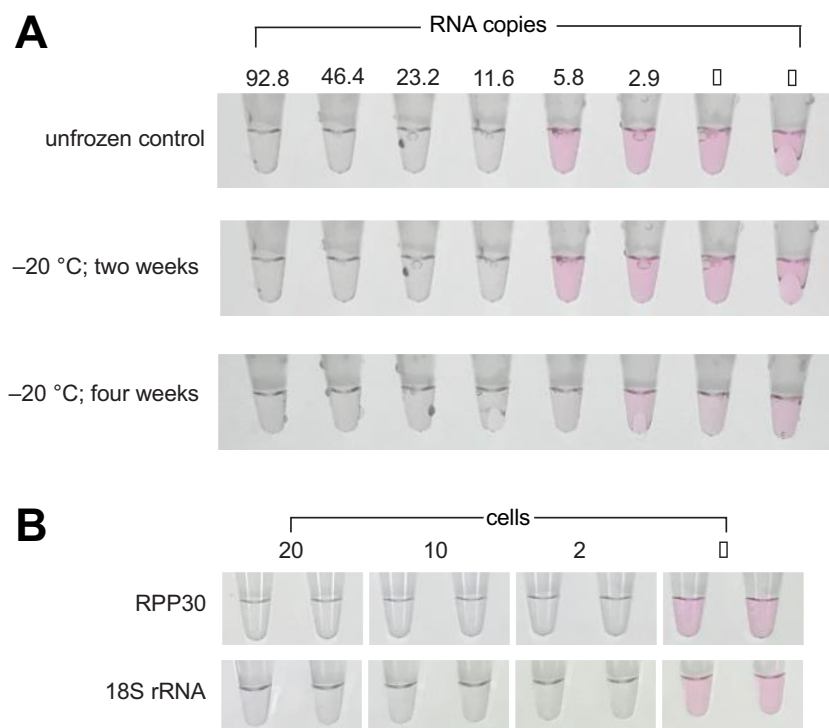 A
RNA copies
92.8 46.4 23.2 11.6 5.8 2.9 ▯ ▯
unfrozen control
–20 °C; two weeks
–20 °C; four weeks
B
cells
20 10 2 ▯
RPP30
18S rRNA